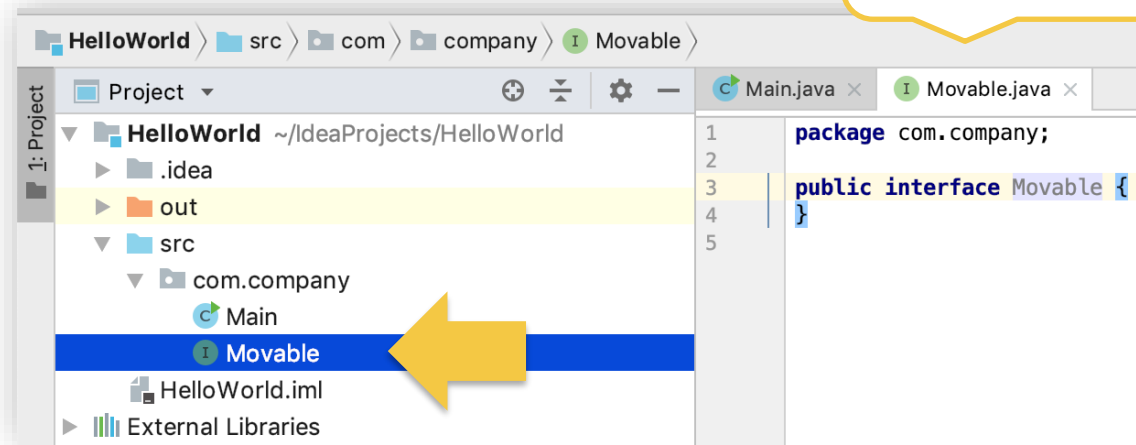 HelloWorld src com company I Movable
Project
C Main.java I Movable.java
1: Project
HelloWorld ~/IdeaProjects/HelloWorld
.idea
out
src
com.company
C Main
I Movable
HelloWorld.iml
External Libraries
1 package com.company;
2
3 public interface Movable {
4 }
5